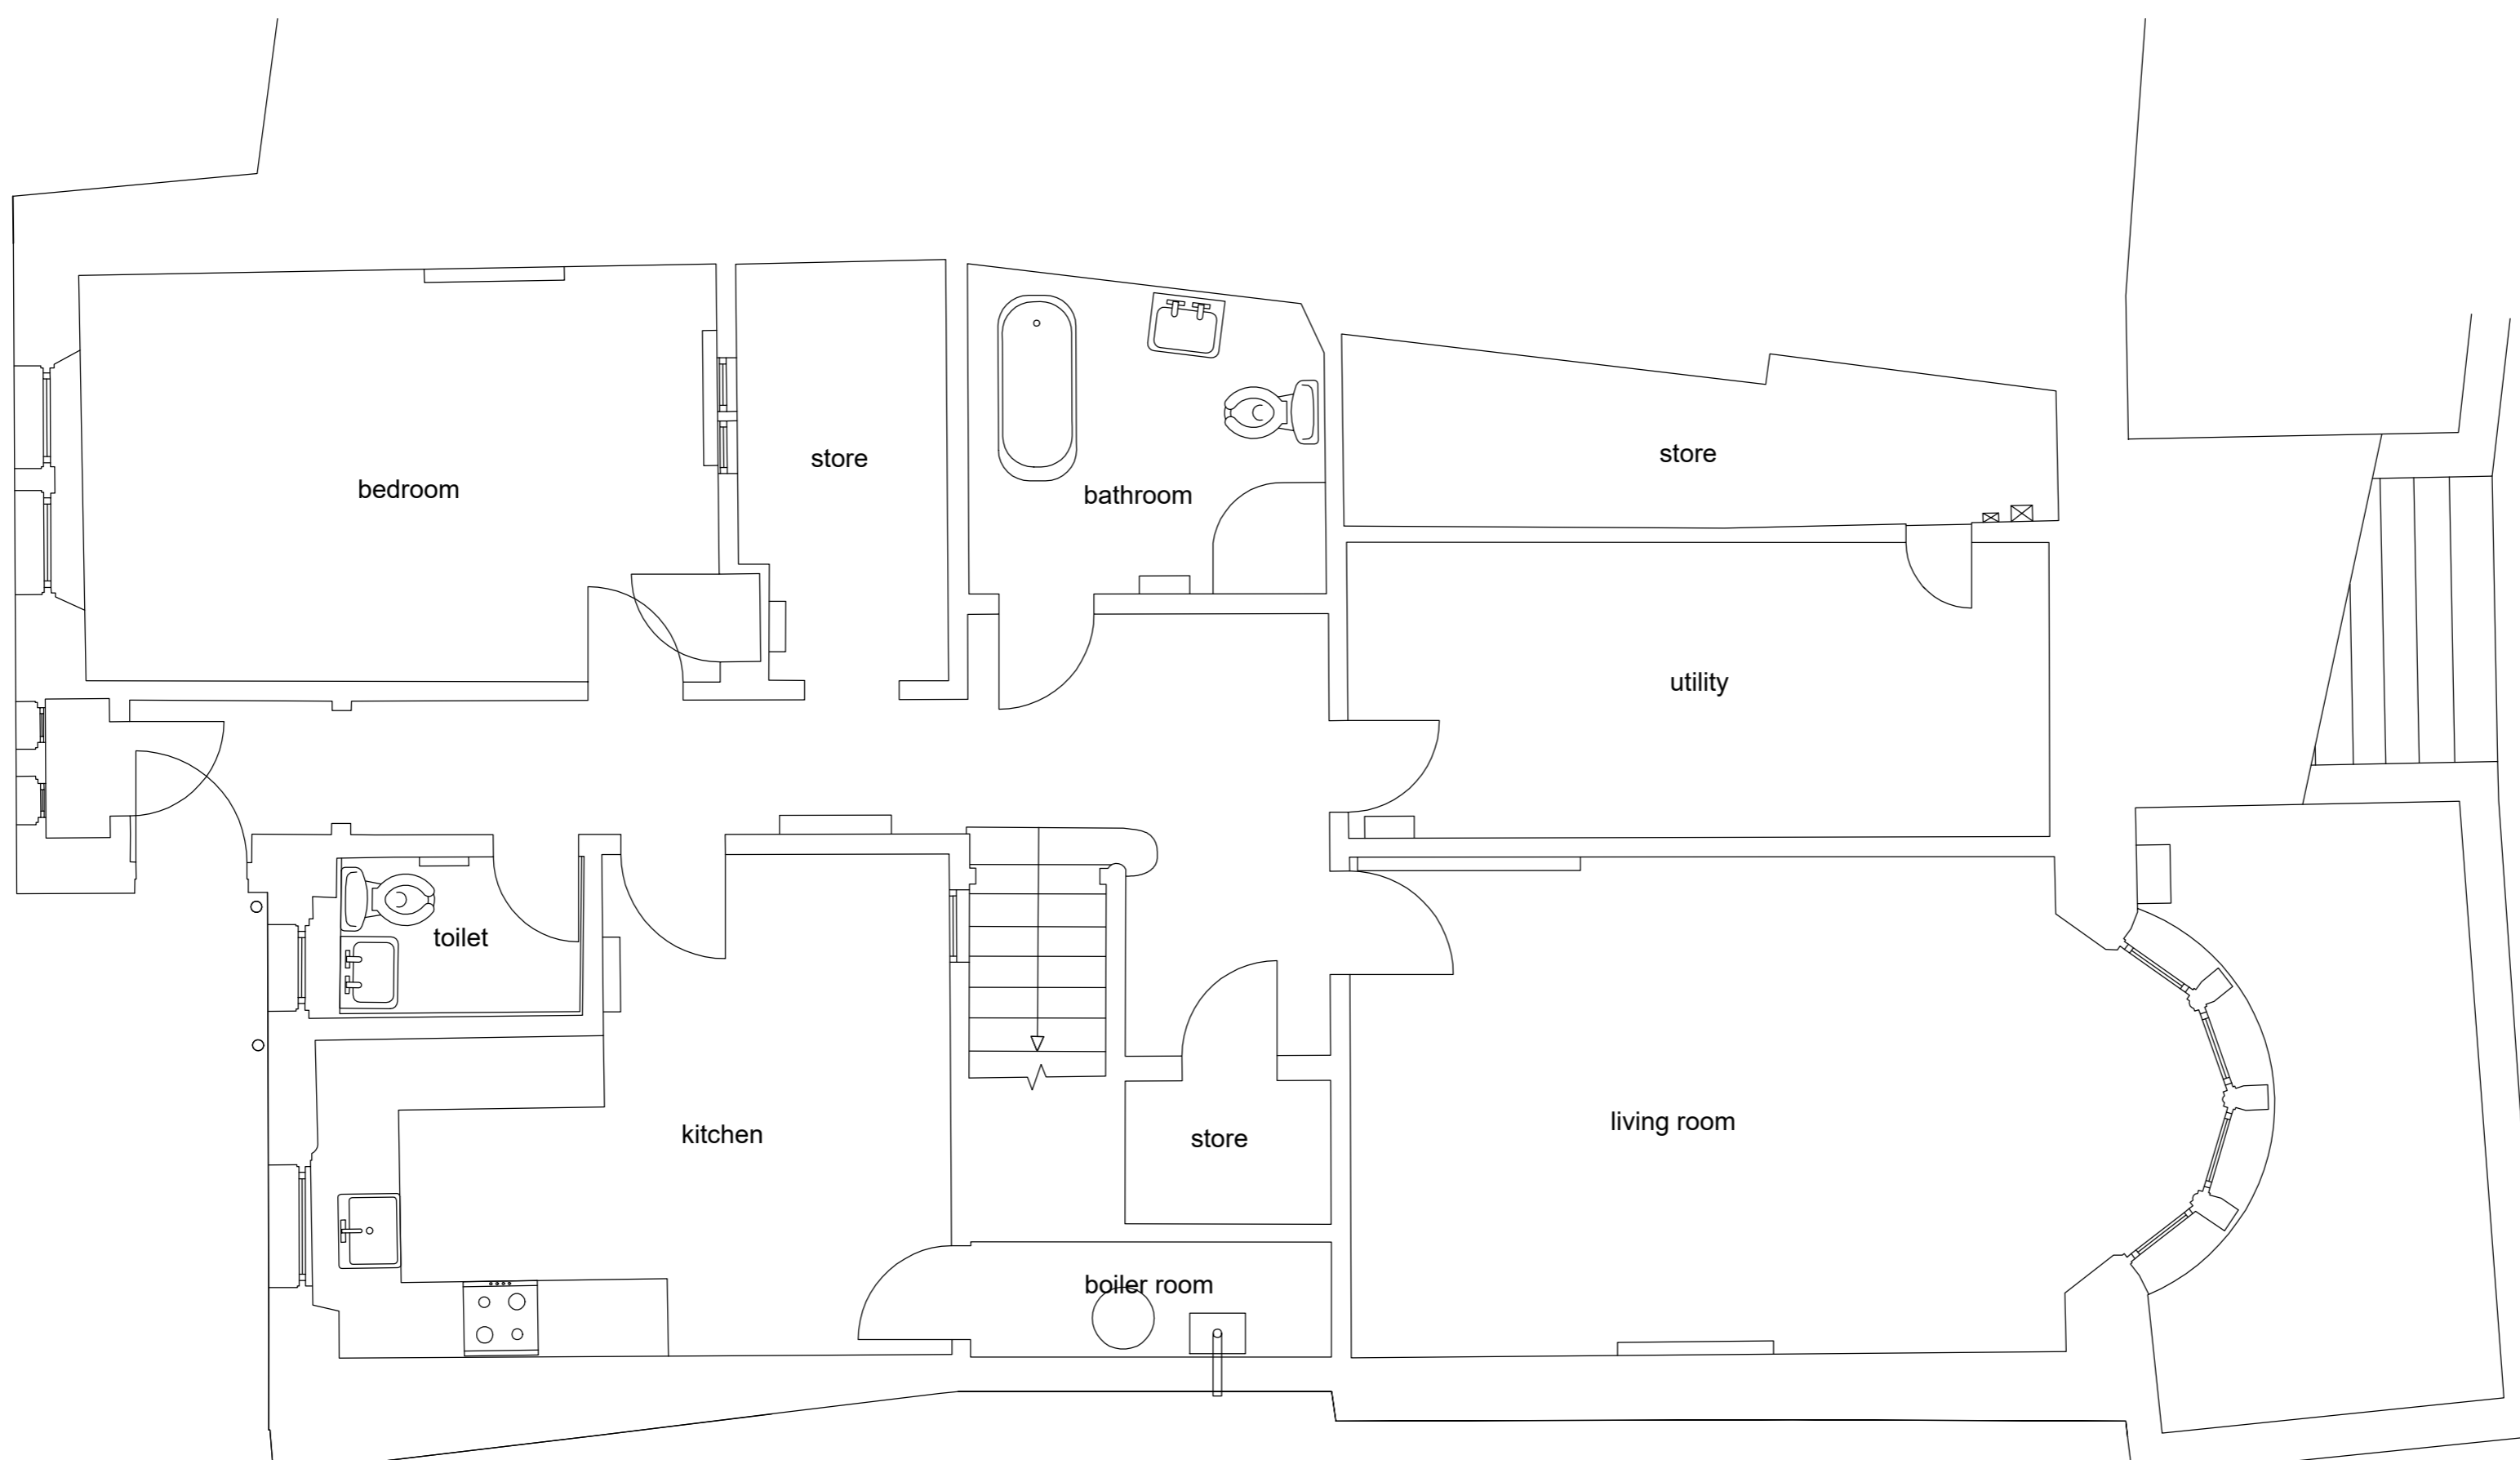 bedroom
store
bathroom
store
utility
toilet
kitchen
store
living room
boiler room